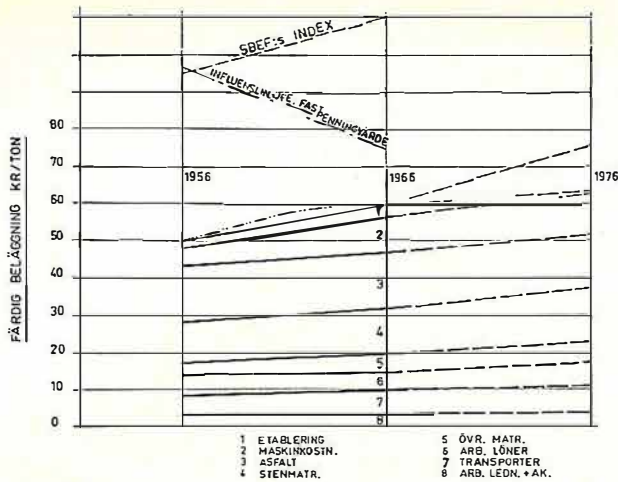 SBEF:s INDEX
INFLUENSLINJE. FAST
PENNINGVÄRDE
FÄRDIG BELÄGGNING KR/TON
80
70
1956
1966
1976
60
1
50
2
40
3
30
4
20
5
6
10
7
0
8
1 ETABLERING
2 MASKINKOSTN.
3 ASFALT
4 STENMATR.
5 ÖVR. MATR.
6 ARB. LÖNER
7 TRANSPORTER
8 ARB. LEDN. + AK.